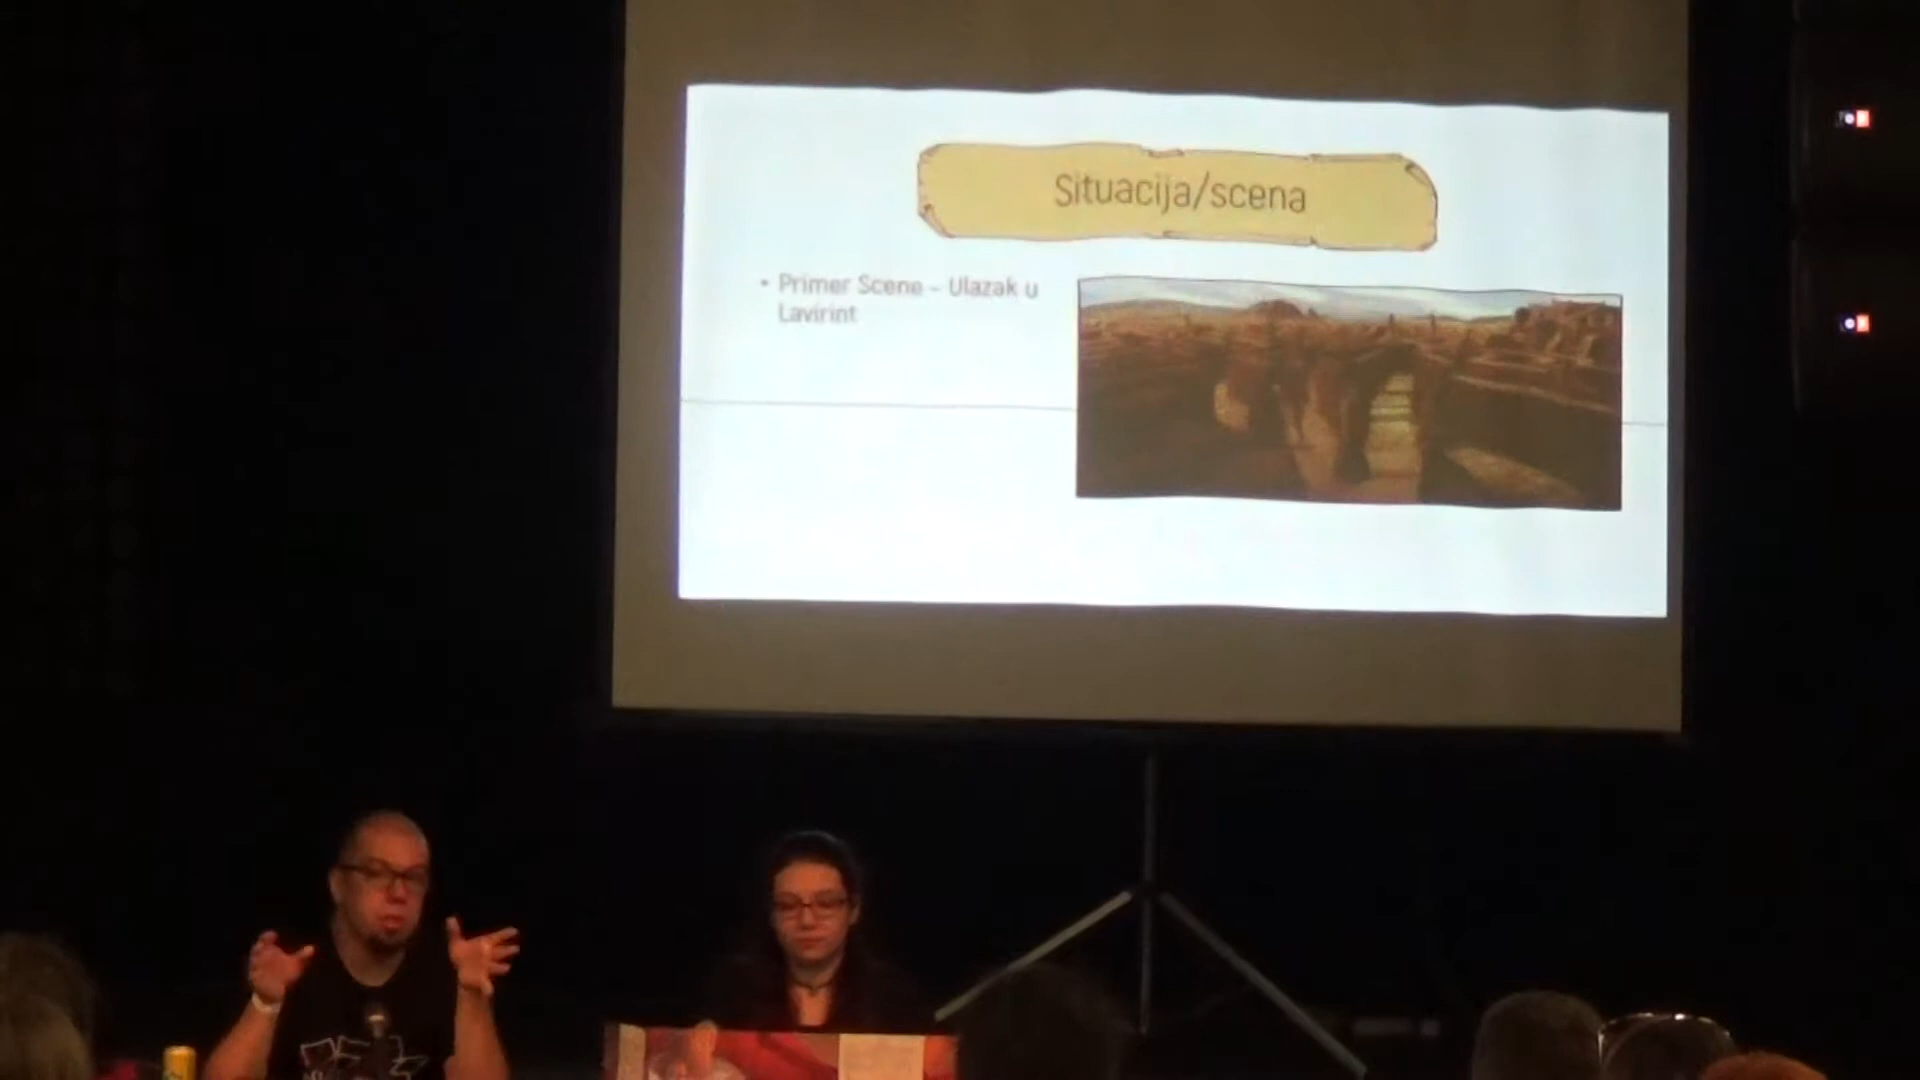 Situacija/scena
• Primer Scene – Ulazak u
Lavirint